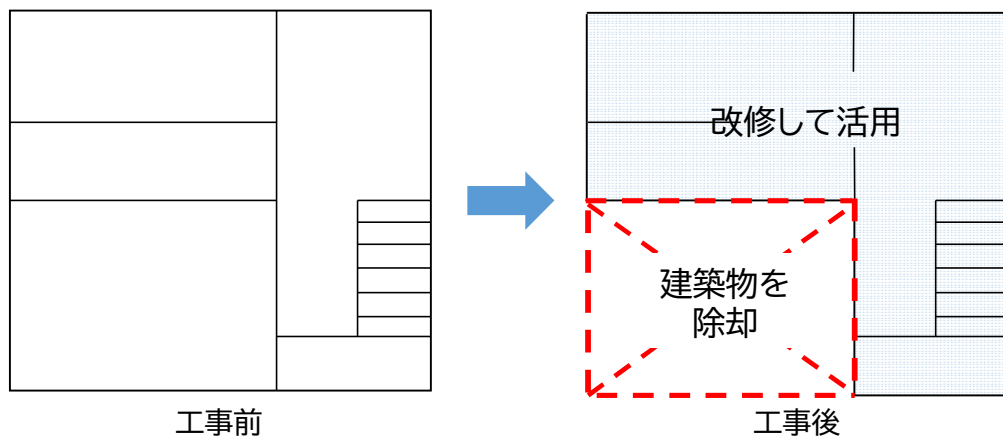 改修して活用
建築物を
除却
工事前
工事後